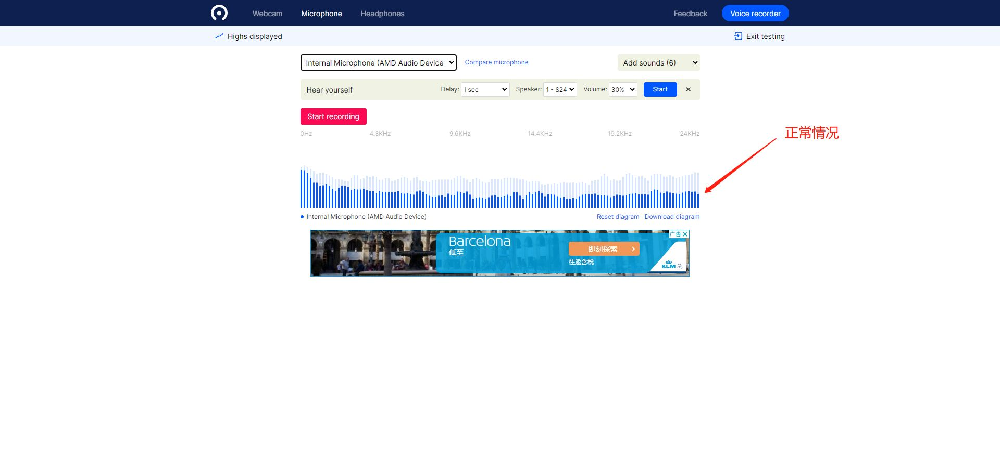 Webcam Microphone Headphones Feedback Voice recorder
Highs displayed Exit testing
Internal Microphone (AMD Audio Device Compare microphone Add sounds (6)
Hear yourself Delay: 1 sec Speaker: 1 - S24 Volume: 30% Start ×
Start recording
0Hz 4.8KHz 9.6KHz 14.4KHz 19.2KHz 24KHz
正常情况
Internal Microphone (AMD Audio Device) Reset diagram Download diagram
广告
Barcelona
低至
即刻探索
往返含税
KLM